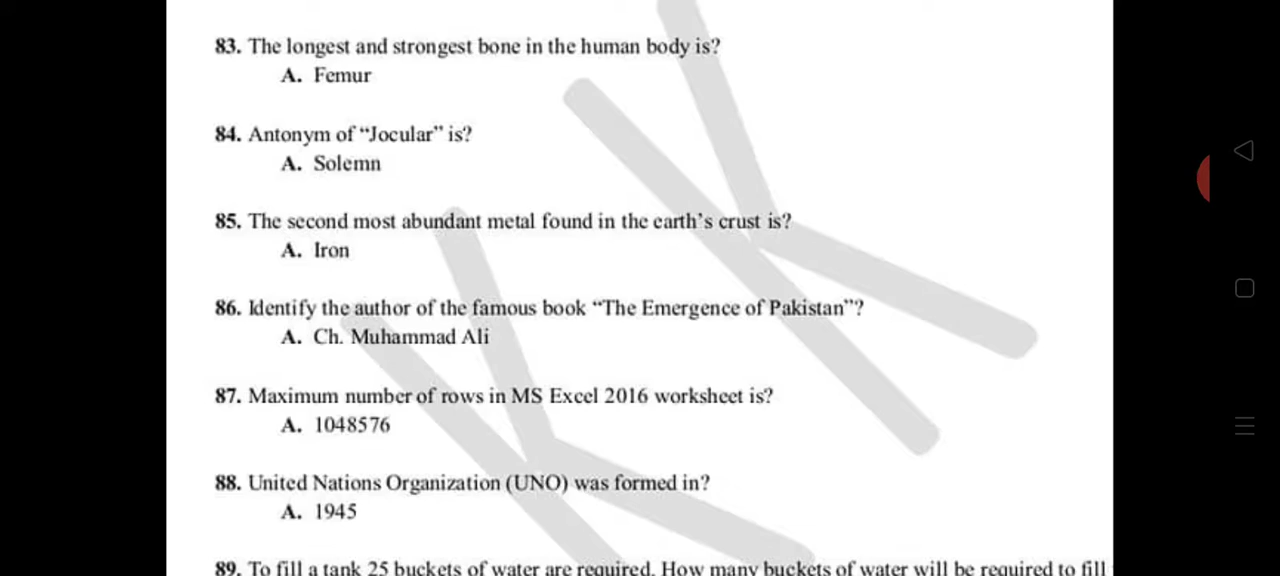 83. The longest and strongest bone in the human body is?
A. Femur
84. Antonym of “Jocular” is?
A. Solemn
85. The second most abundant metal found in the earth’s crust is?
A. Iron
86. Identify the author of the famous book “The Emergence of Pakistan”?
A. Ch. Muhammad Ali
87. Maximum number of rows in MS Excel 2016 worksheet is?
A. 1048576
88. United Nations Organization (UNO) was formed in?
A. 1945
89. To fill a tank 25 buckets of water are required. How many buckets of water will be required to fill